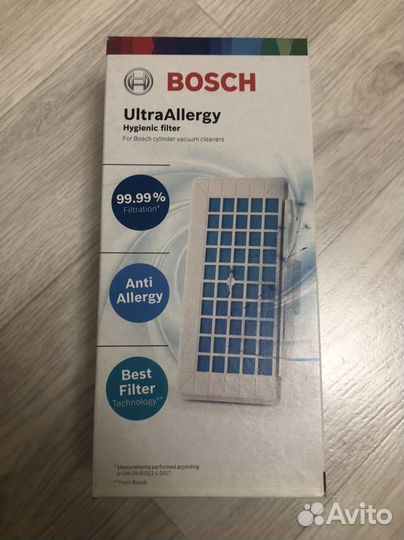 BOSCH
UltraAllergy
Hygienic filter
For Bosch cylinder vacuum cleaners
99.99%
Filtration*
Anti
Allergy
Best
Filter
Technology**
* Measurements performed according
to DIN EN 60312-1:2017
** From Bosch
Avito